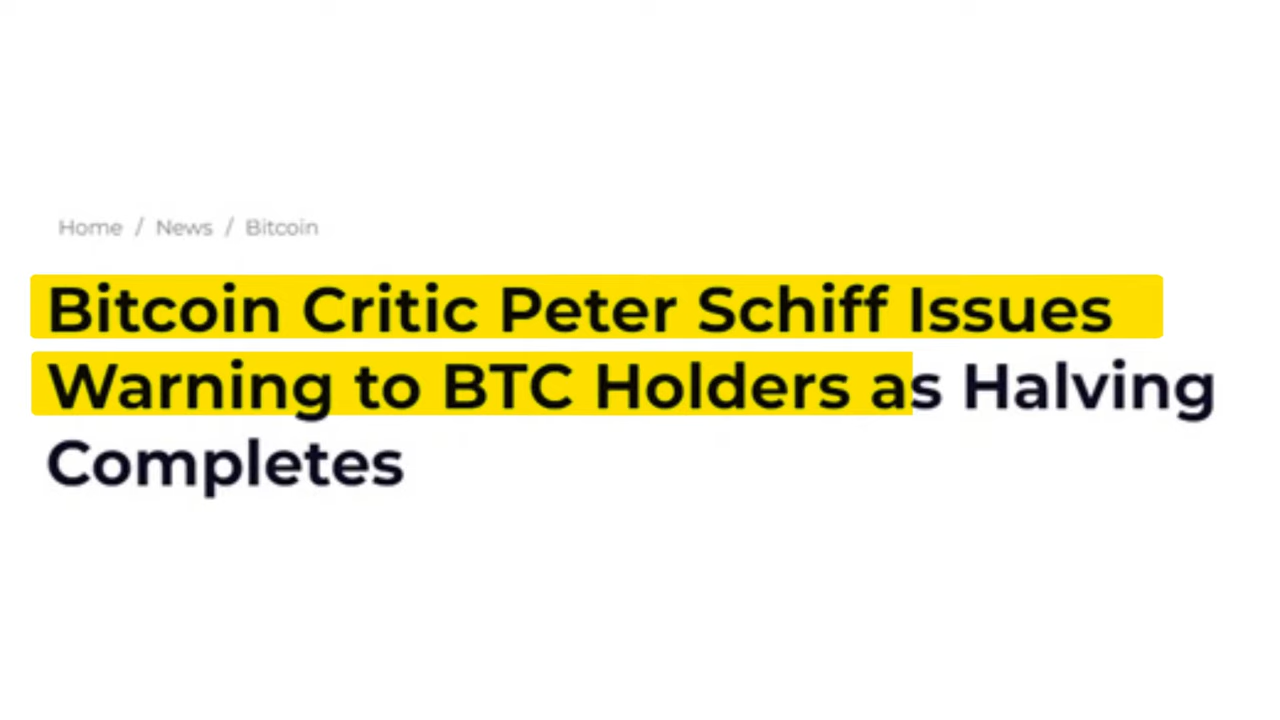 Home / News / Bitcoin
Bitcoin Critic Peter Schiff Issues
Warning to BTC Holders as Halving
Completes